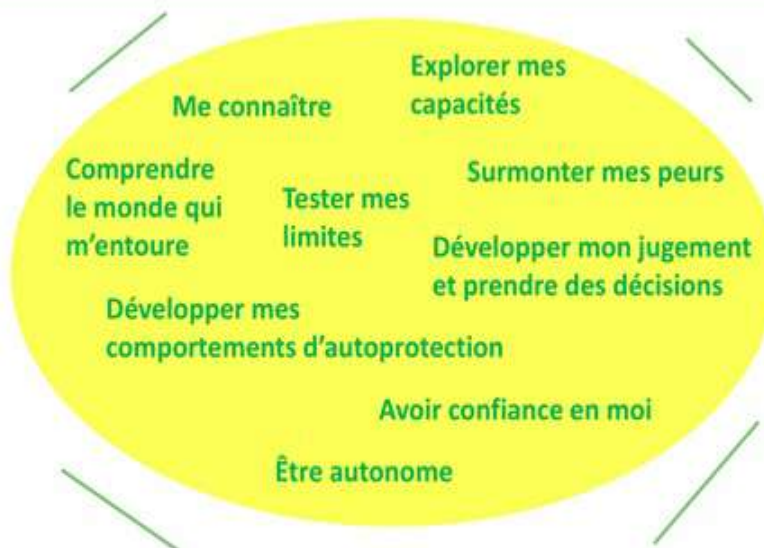 Explorer mes
capacités
Me connaître
Comprendre
le monde qui
m'entoure
Tester mes
limites
Surmonter mes peurs
Développer mon jugement
et prendre des décisions
Développer mes
comportements d'autoprotection
Avoir confiance en moi
Être autonome